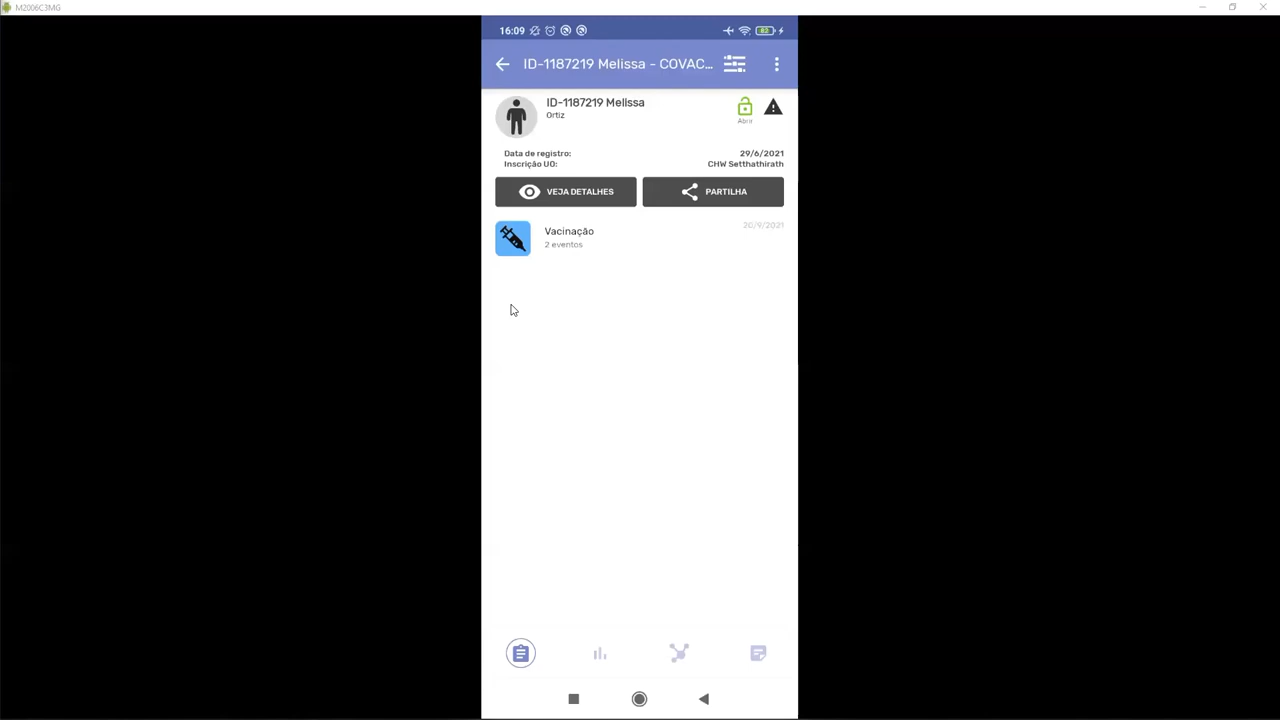 M2006C3MG
16:09
82
ID-1187219 Melissa - COVAC...
ID-1187219 Melissa
Ortiz
Abrir
Data de registro: 29/6/2021
Inscrição UO: CHW Setthathirath
VEJA DETALHES PARTILHA
Vacinação 20/9/2021
2 eventos